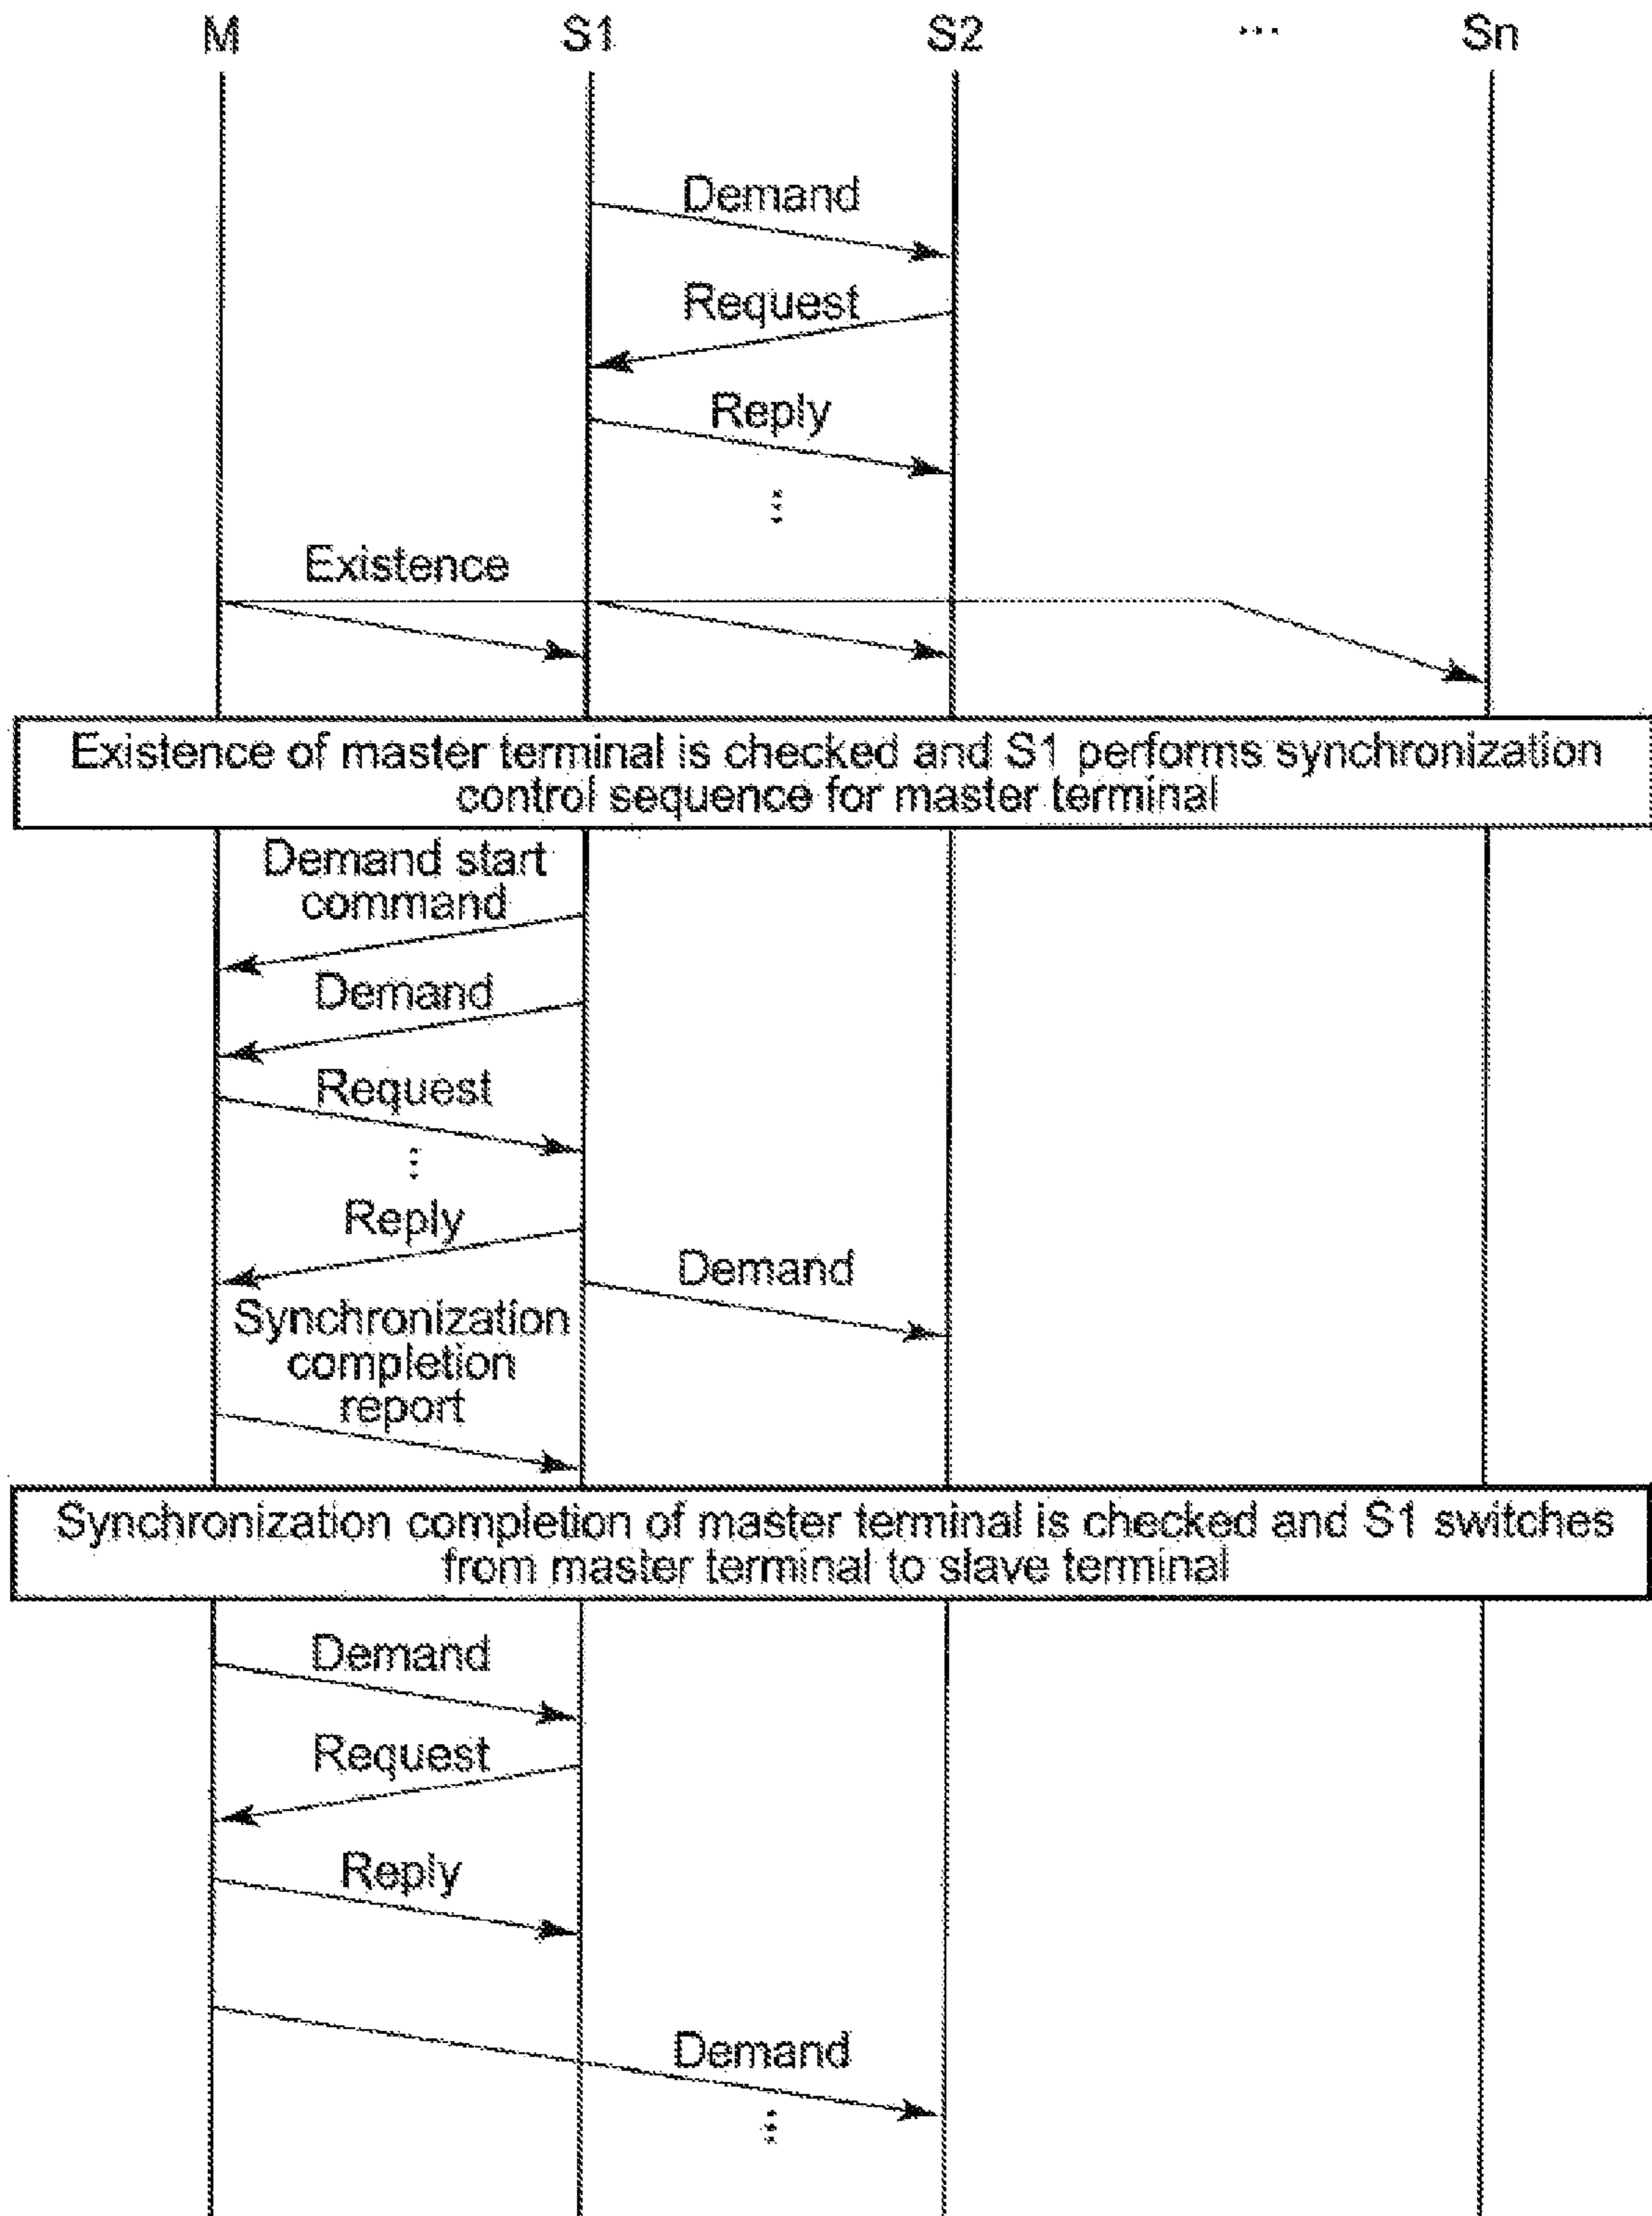 M S1 S2 ... Sn
Demand
Request
Reply
...
Existence
Existence of master terminal is checked and S1 performs synchronization
control sequence for master terminal
Demand start
command
Demand
Request
...
Reply
Demand
Synchronization
completion
report
Synchronization completion of master terminal is checked and S1 switches
from master terminal to slave terminal
Demand
Request
Reply
Demand
...